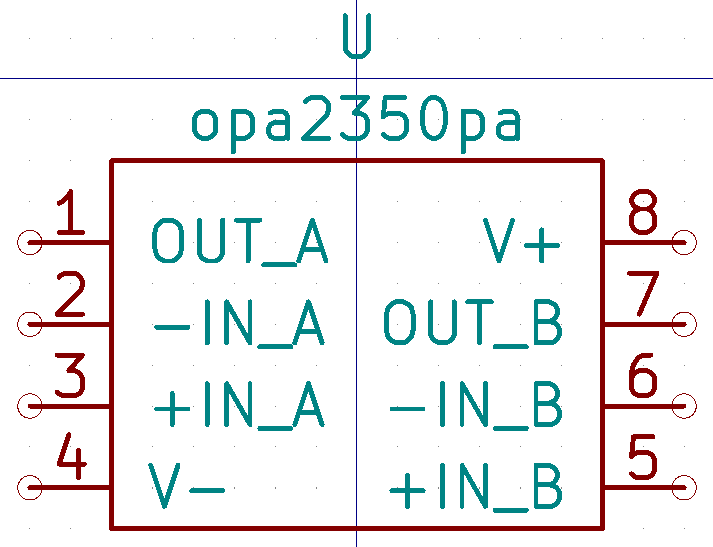 U
opa2350pa
1 OUT_A V+ 8
2 -IN_A OUT_B 7
3 +IN_A -IN_B 6
4 V- +IN_B 5